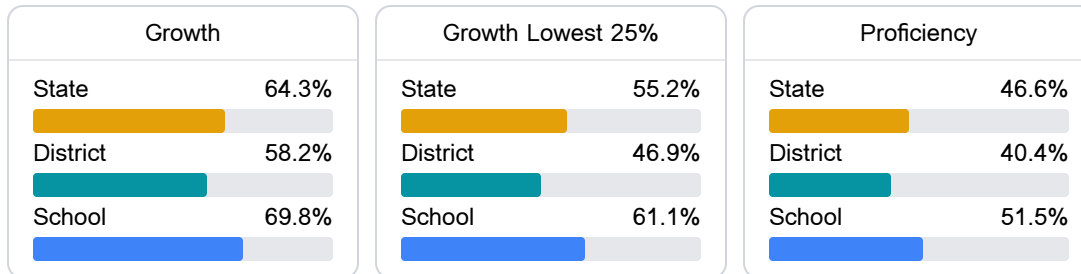 Growth
State 64.3%
District 58.2%
School 69.8%
Growth Lowest 25%
State 55.2%
District 46.9%
School 61.1%
Proficiency
State 46.6%
District 40.4%
School 51.5%